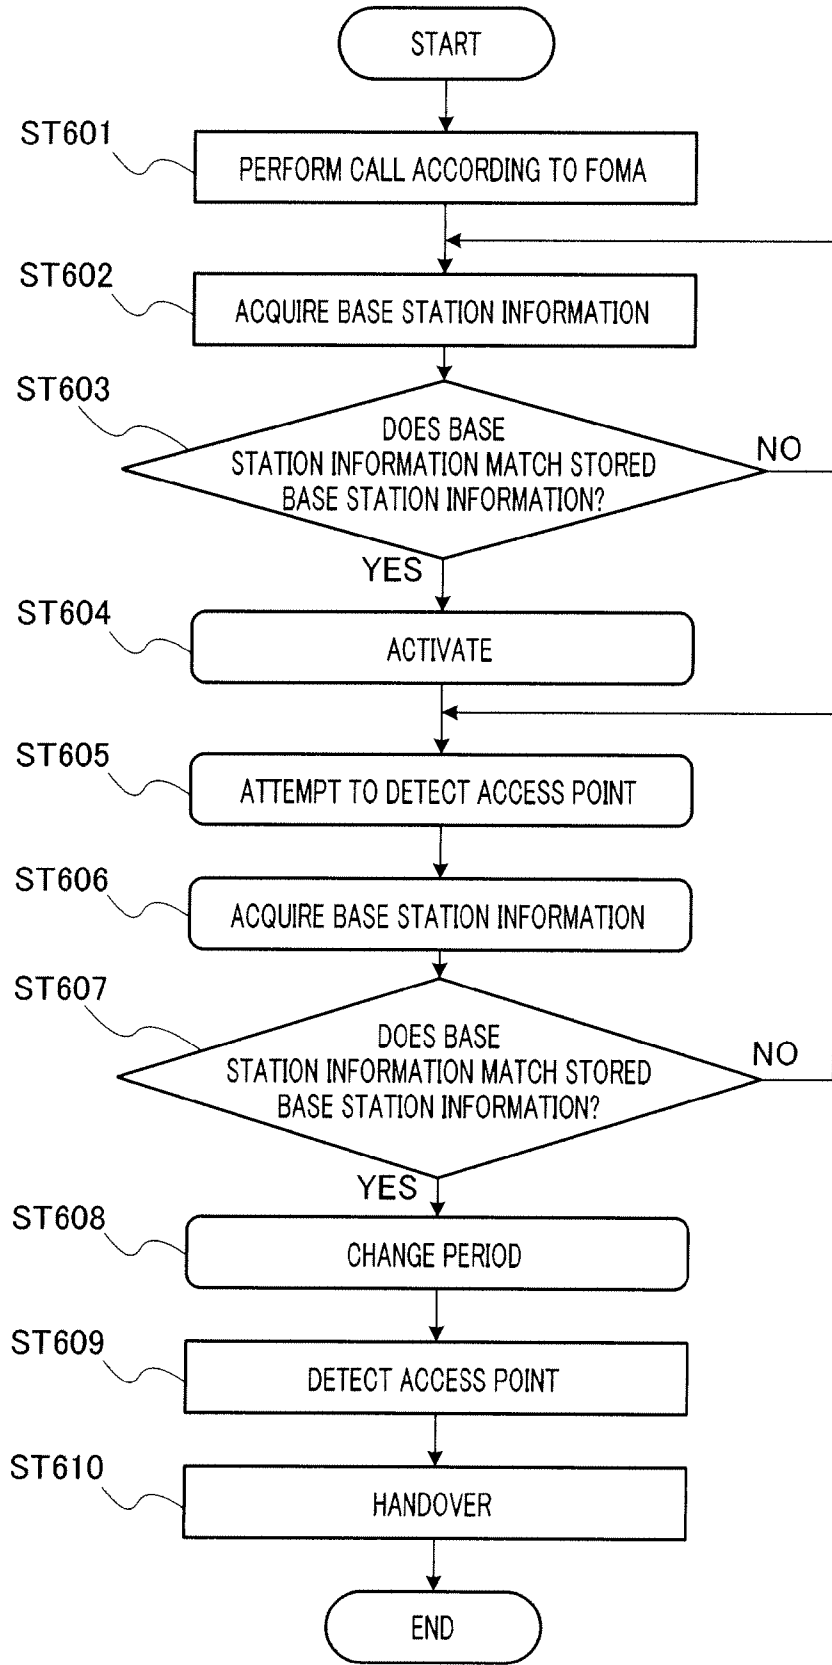 START
ST601
PERFORM CALL ACCORDING TO FOMA
ST602
ACQUIRE BASE STATION INFORMATION
ST603
DOES BASE
STATION INFORMATION MATCH STORED
BASE STATION INFORMATION?
NO
YES
ST604
ACTIVATE
ST605
ATTEMPT TO DETECT ACCESS POINT
ST606
ACQUIRE BASE STATION INFORMATION
ST607
DOES BASE
STATION INFORMATION MATCH STORED
BASE STATION INFORMATION?
NO
YES
ST608
CHANGE PERIOD
ST609
DETECT ACCESS POINT
ST610
HANDOVER
END